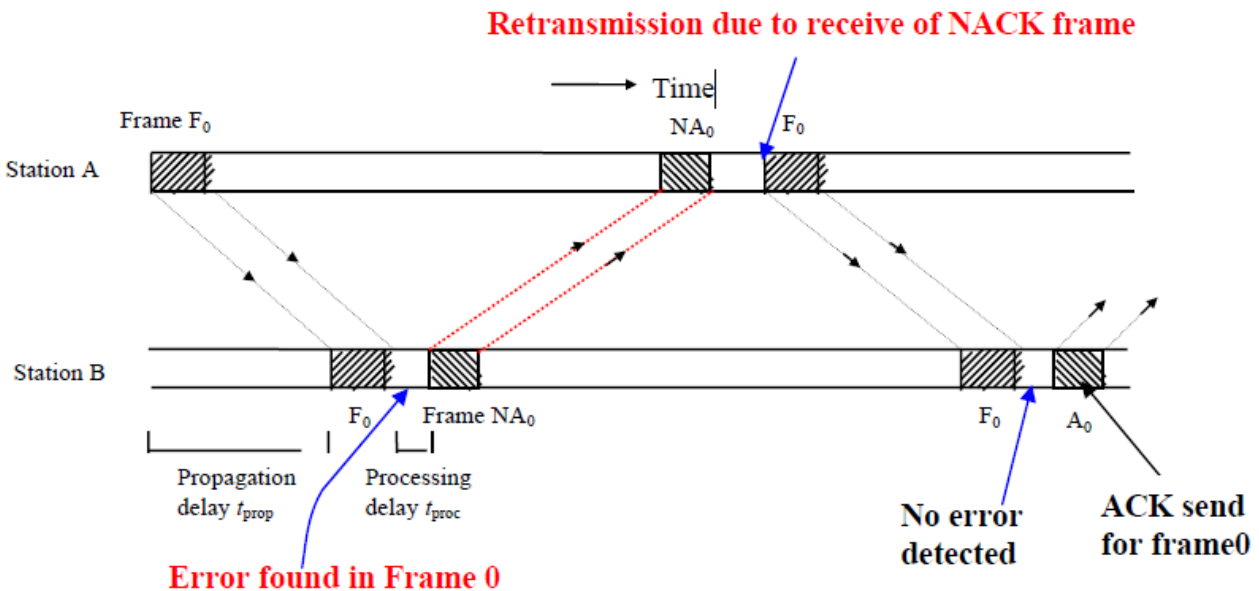 Retransmission due to receive of NACK frame
Time
Frame F₀
NA₀
F₀
Station A
Station B
F₀
Frame NA₀
F₀
A₀
Propagation
delay tprop
Processing
delay tproc
No error
detected
ACK send
for frame0
Error found in Frame 0